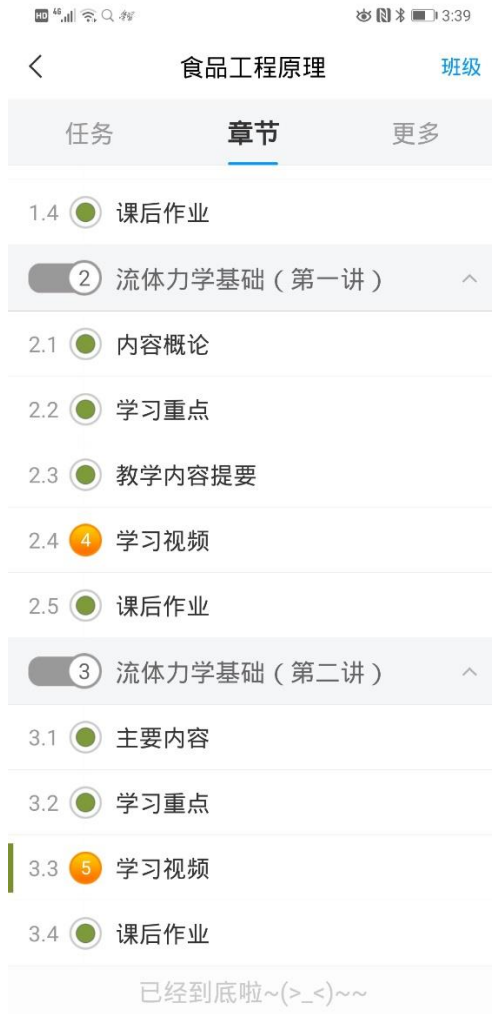 HD 46 3:39
食品工程原理 班级
任务 章节 更多
1.4 课后作业
2 流体力学基础（第一讲）
2.1 内容概论
2.2 学习重点
2.3 教学内容提要
2.4 4 学习视频
2.5 课后作业
3 流体力学基础（第二讲）
3.1 主要内容
3.2 学习重点
3.3 5 学习视频
3.4 课后作业
已经到底啦~(>_<)~~